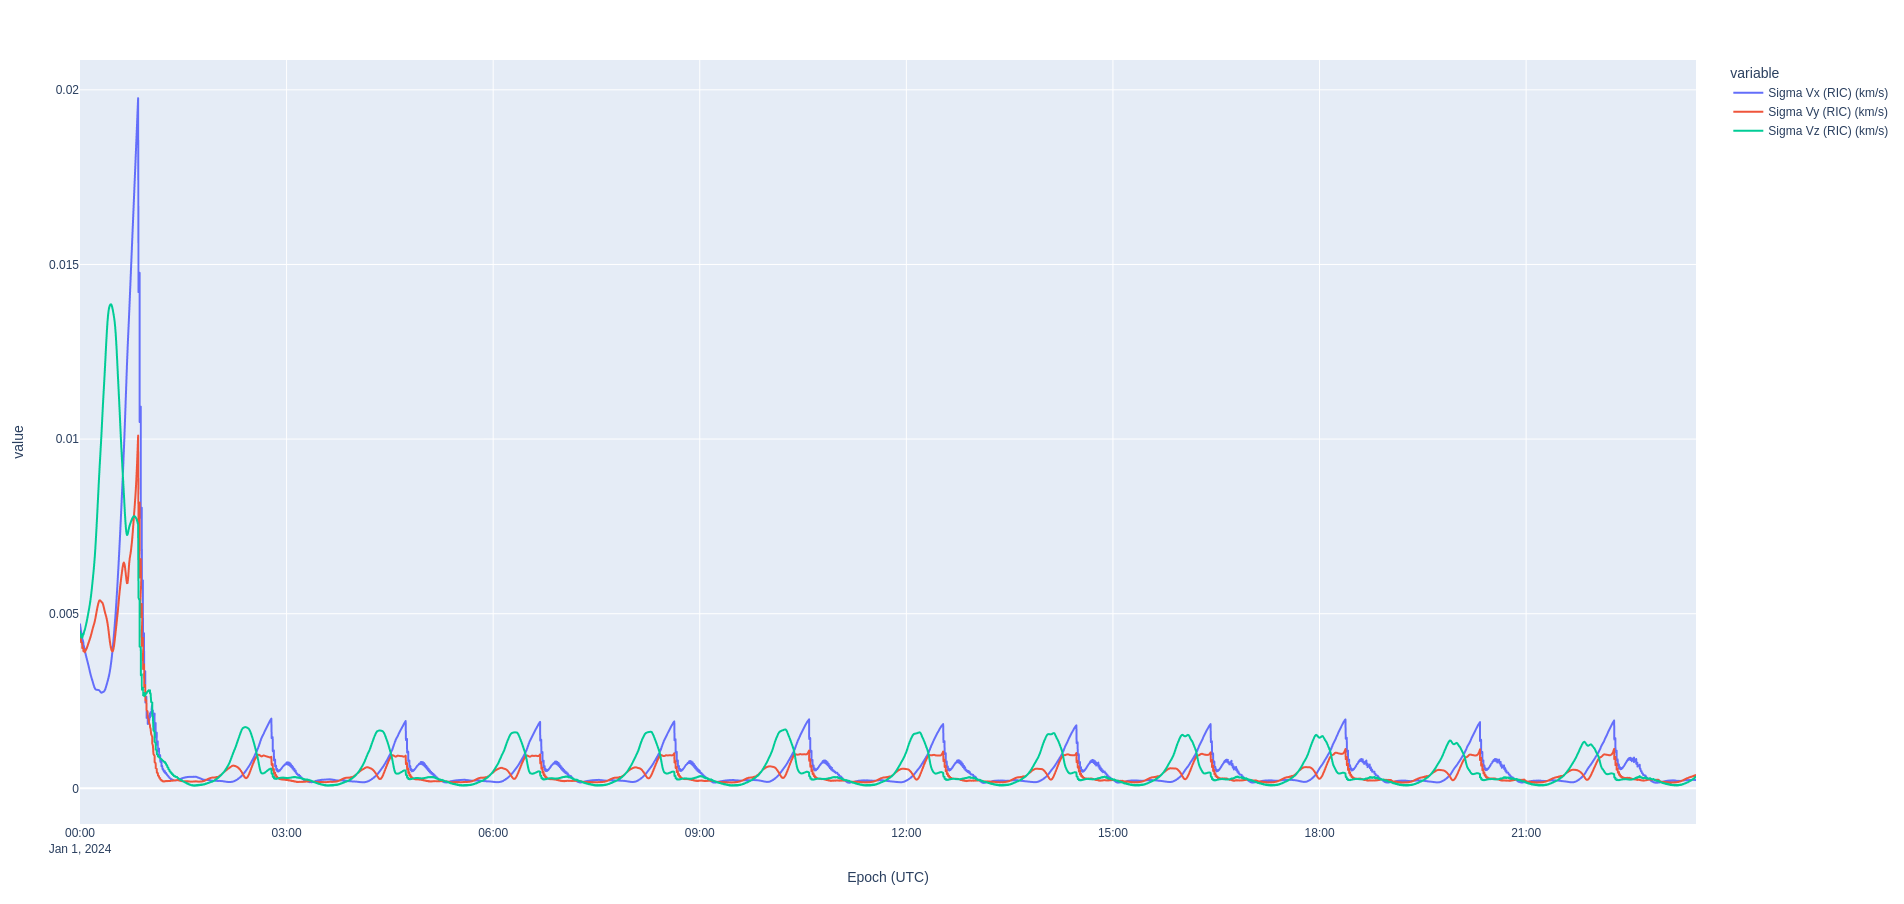 variable
Sigma Vx (RIC) (km/s)
Sigma Vy (RIC) (km/s)
Sigma Vz (RIC) (km/s)
0.02
0.015
0.01
0.005
0
value
00:00 03:00 06:00 09:00 12:00 15:00 18:00 21:00
Jan 1, 2024
Epoch (UTC)